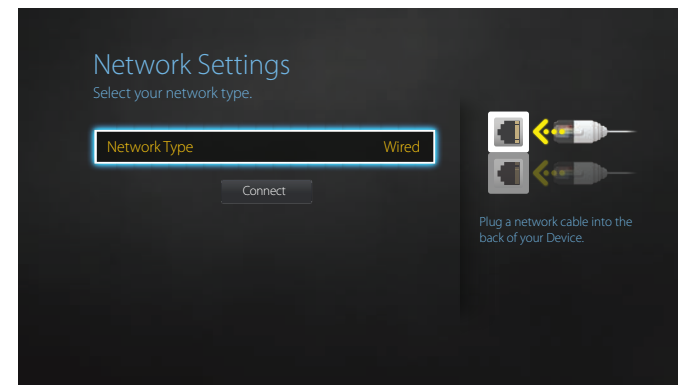 Network Settings
Select your network type.
Network Type Wired
Connect
Plug a network cable into the
back of your Device.